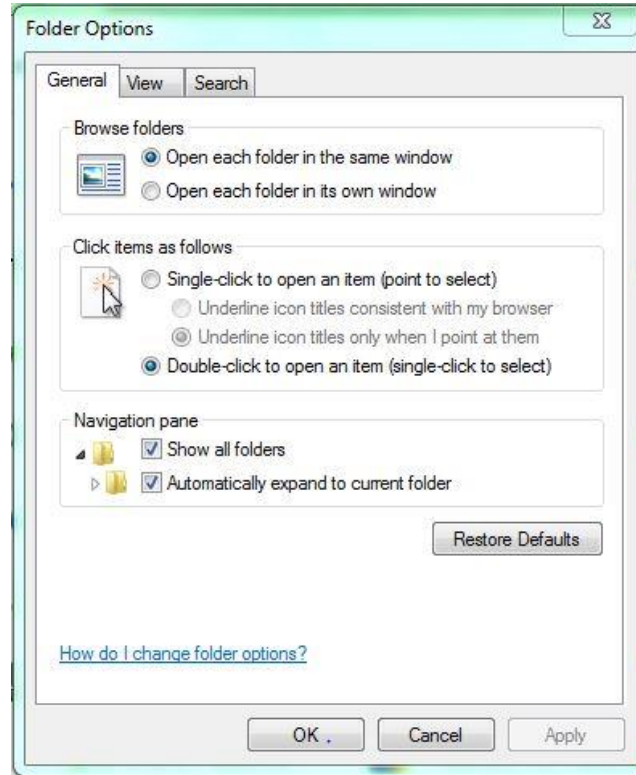 Folder Options
General View Search
Browse folders
Open each folder in the same window
Open each folder in its own window
Click items as follows
Single-click to open an item (point to select)
Underline icon titles consistent with my browser
Underline icon titles only when I point at them
Double-click to open an item (single-click to select)
Navigation pane
Show all folders
Automatically expand to current folder
Restore Defaults
How do I change folder options?
OK Cancel Apply